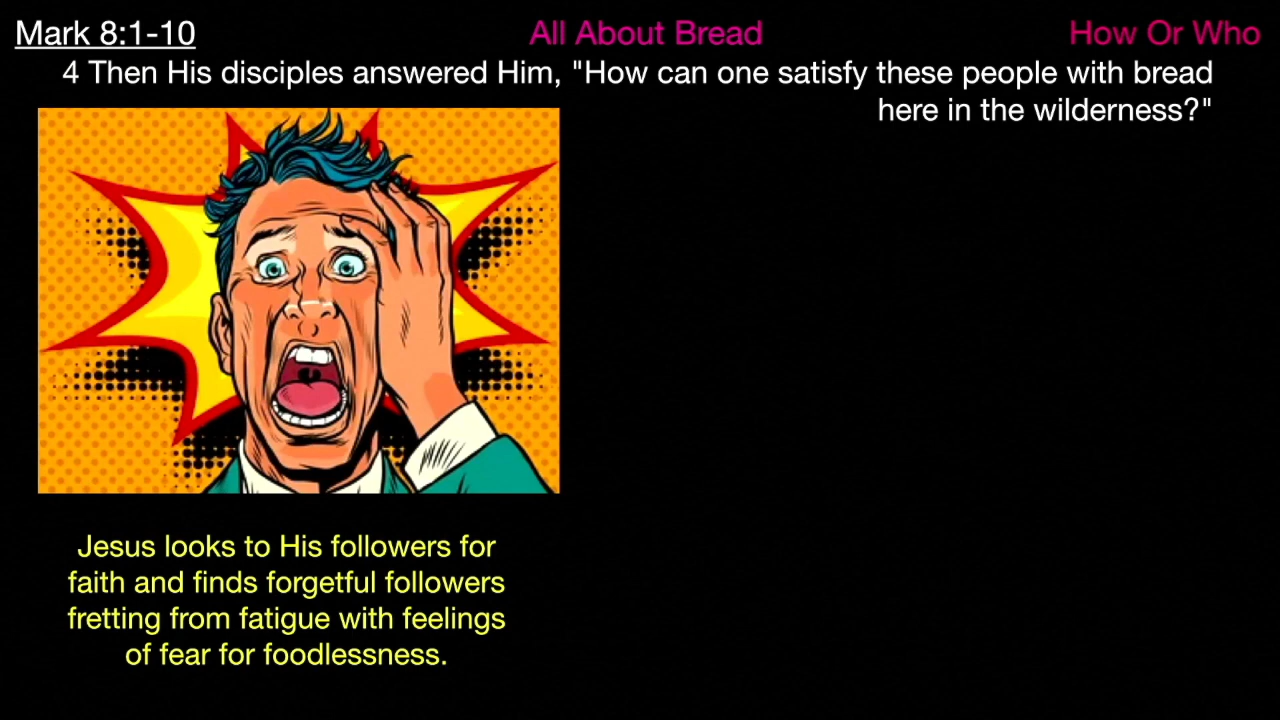 Mark 8:1-10
All About Bread
How Or Who
4 Then His disciples answered Him, "How can one satisfy these people with bread
here in the wilderness?"
Jesus looks to His followers for
faith and finds forgetful followers
fretting from fatigue with feelings
of fear for foodlessness.